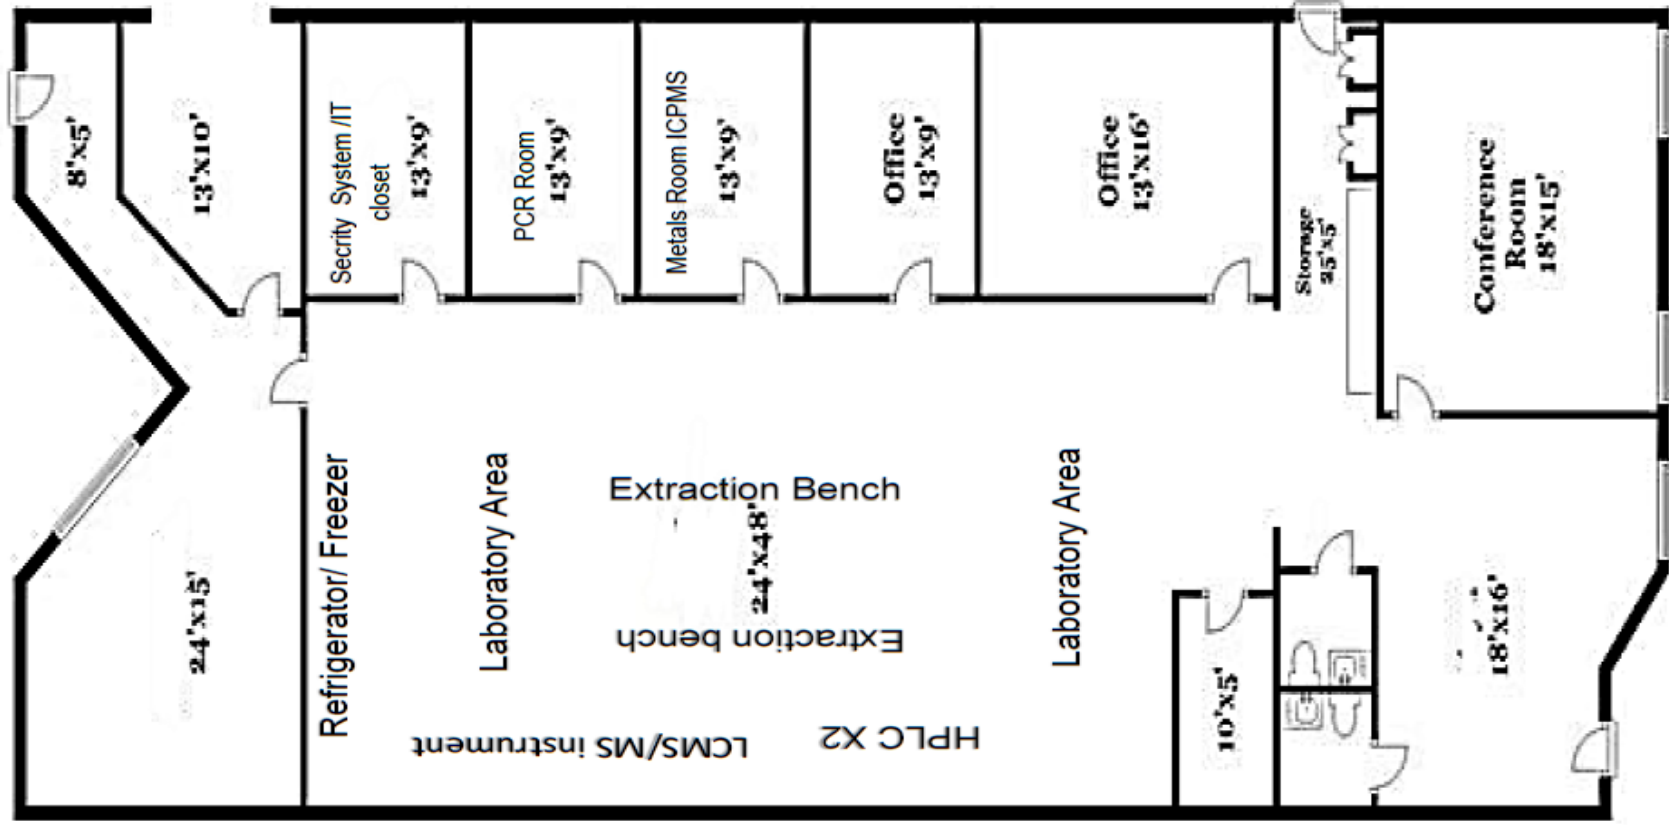 8'x5'
13'x10'
Secrity System /IT
closet
13'x9'
PCR Room
13'x9'
Metals Room ICPMS
13'x9'
Office
13'x9'
Office
13'x16'
Storage
25'x5'
Conference
Room
18'x15'
24'x15'
Refrigerator/ Freezer
Laboratory Area
Extraction Bench
24'x48'
Extraction bench
LCMS/MS instrument
HPLC X2
Laboratory Area
10'x5'
18'x16'